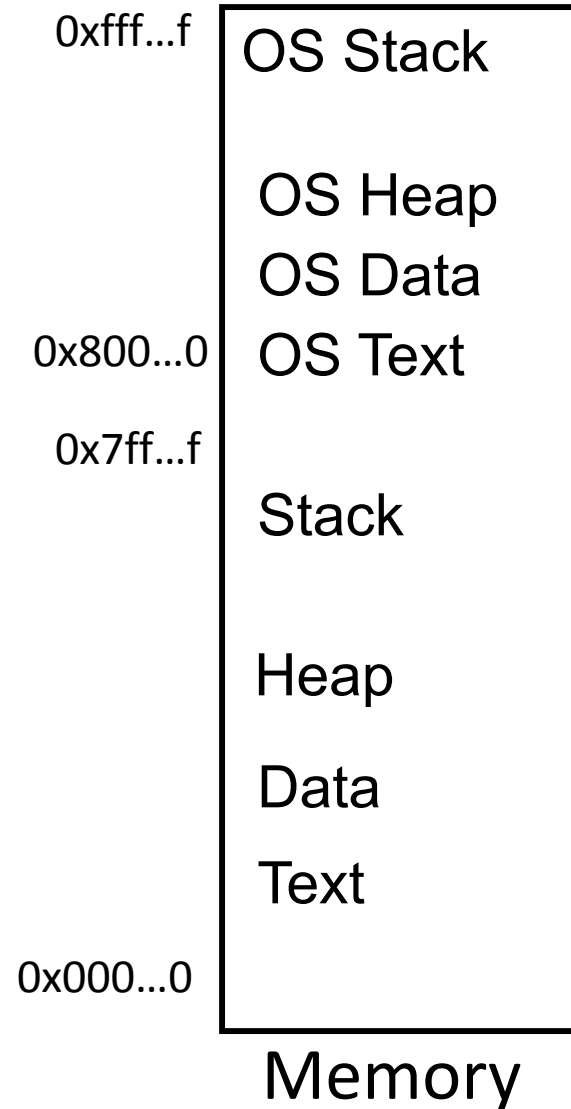 0xfff…f
OS Stack
OS Heap
OS Data
0x800…0
OS Text
0x7ff…f
Stack
Heap
Data
Text
0x000…0
Memory